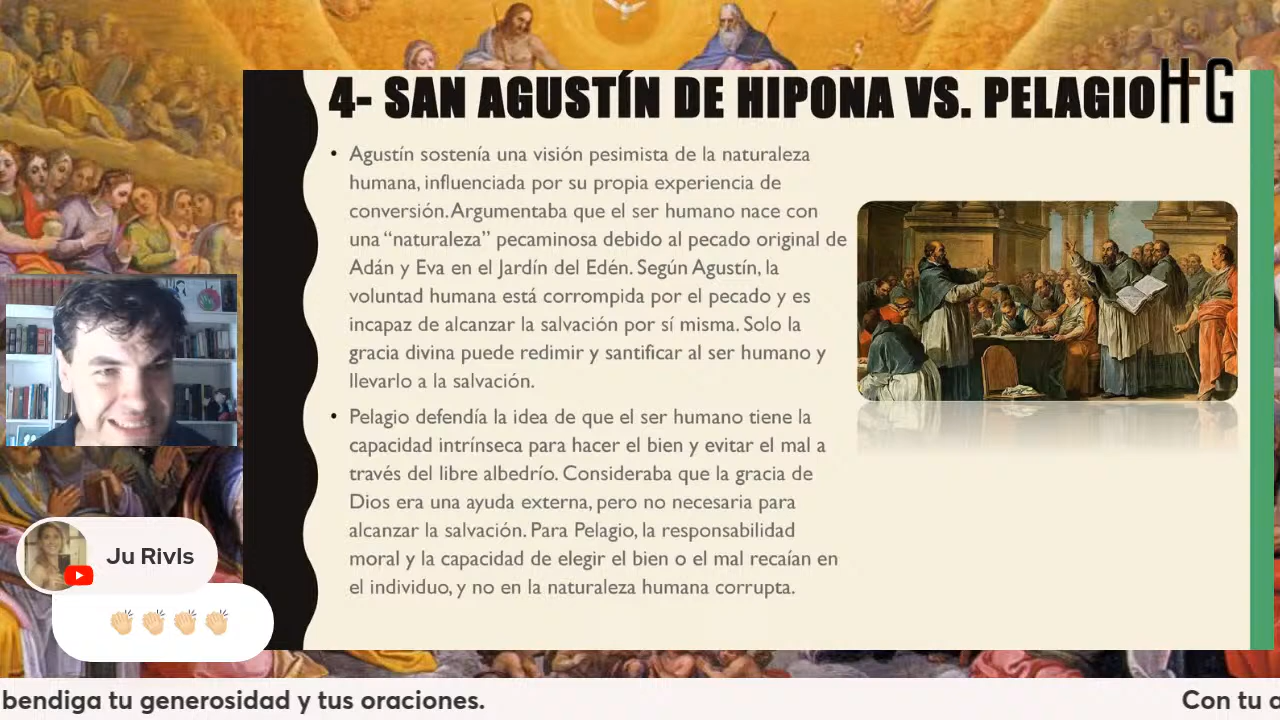 4- SAN AGUSTÍN DE HIPONA VS. PELAGIO
H G
• Agustín sostenía una visión pesimista de la naturaleza
humana, influenciada por su propia experiencia de
conversión. Argumentaba que el ser humano nace con
una “naturaleza” pecaminosa debido al pecado original de
Adán y Eva en el Jardín del Edén. Según Agustín, la
voluntad humana está corrompida por el pecado y es
incapaz de alcanzar la salvación por sí misma. Solo la
gracia divina puede redimir y santificar al ser humano y
llevarlo a la salvación.
• Pelagio defendía la idea de que el ser humano tiene la
capacidad intrínseca para hacer el bien y evitar el mal a
través del libre albedrío. Consideraba que la gracia de
Dios era una ayuda externa, pero no necesaria para
alcanzar la salvación. Para Pelagio, la responsabilidad
moral y la capacidad de elegir el bien o el mal recaían en
el individuo, y no en la naturaleza humana corrupta.
Ju Rivls
👏🏻 👏🏻 👏🏻 👏🏻
bendiga tu generosidad y tus oraciones.
Con tu